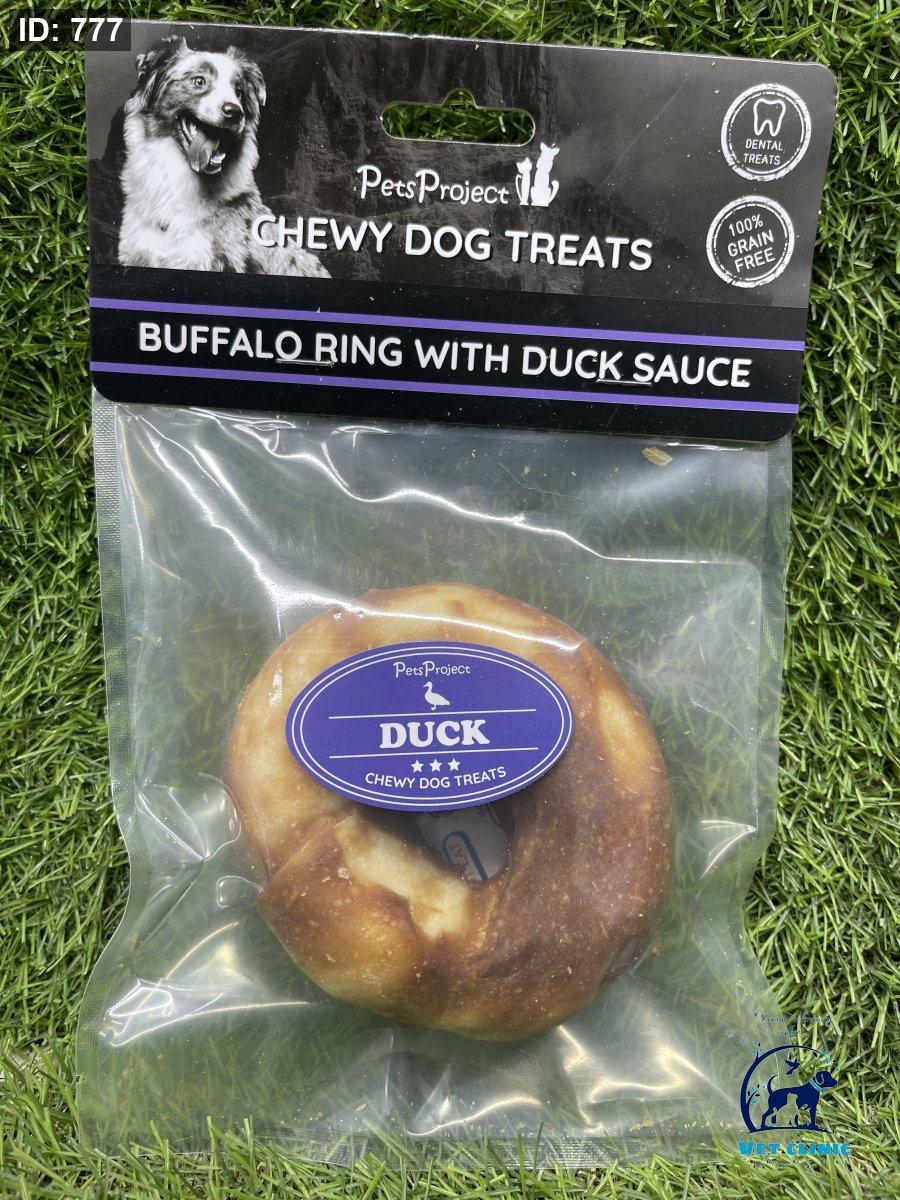 ID: 777
DENTAL
TREATS
PetsProject
CHEWY DOG TREATS
100%
GRAIN
FREE
BUFFALO RING WITH DUCK SAUCE
PetsProject
DUCK
CHEWY DOG TREATS
EAT
VET CLINIC